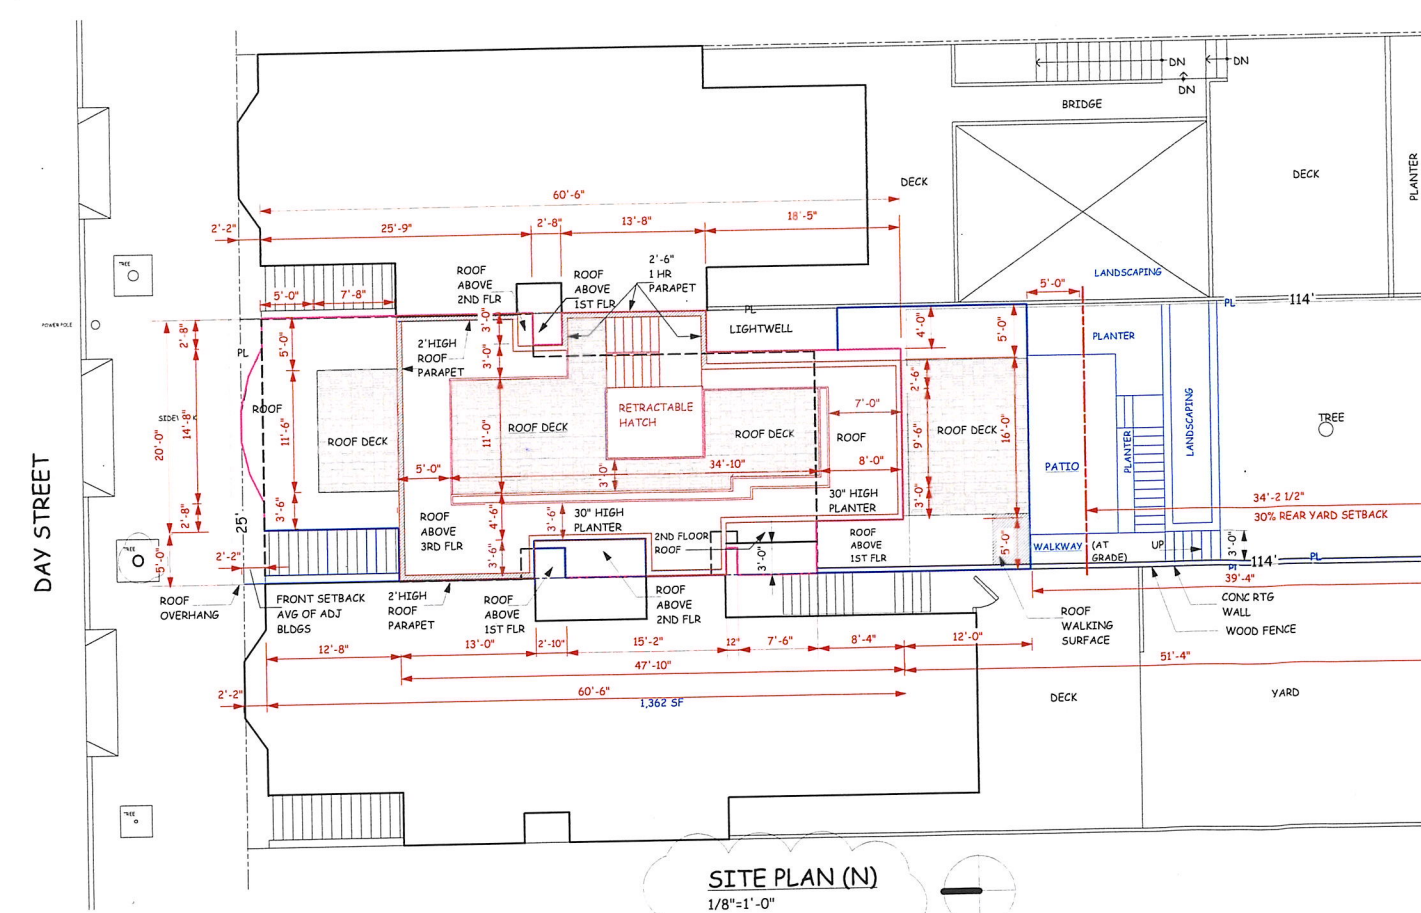 DN
DN
DN
BRIDGE
DECK
DECK
PLANTER
60'-6"
2'-2"
25'-9"
2'-8"
13'-8"
18'-5"
TREE
5'-0"
7'-8"
ROOF
ABOVE
2ND FLR
ROOF
ABOVE
1ST FLR
2'-6"
1 HR
PARAPET
LANDSCAPING
5'-0"
PL
114'
POWER POLE
PL
LIGHTWELL
2'-8"
5'-0"
3'-0"
4'-0"
5'-0"
PL
2'HIGH
ROOF
PARAPET
3'-0"
PLANTER
2'-6"
ROOF
14'-8"
20'-0"
11'-6"
11'-0"
RETRACTABLE
HATCH
7'-0"
9'-6"
16'-0"
ROOF DECK
ROOF DECK
ROOF DECK
ROOF
ROOF DECK
PLANTER
LANDSCAPING
TREE
5'-0"
3'-0"
34'-10"
8'-0"
PATIO
DAY STREET
2'-8"
3'-6"
25'
ROOF
ABOVE
3RD FLR
4'-6"
3'-6"
30" HIGH
PLANTER
30" HIGH
PLANTER
3'-0"
34'-2 1/2"
30% REAR YARD SETBACK
TREE
5'-0"
2'-2"
3'-6"
2ND FLOOR
ROOF
3'-0"
ROOF
ABOVE
1ST FLR
5'-0"
WALKWAY
(AT
GRADE)
UP
3'-0"
PL
114'
PL
39'-4"
ROOF
OVERHANG
FRONT SETBACK
AVG OF ADJ
BLDGS
2'HIGH
ROOF
PARAPET
ROOF
ABOVE
1ST FLR
ROOF
ABOVE
2ND FLR
ROOF
WALKING
SURFACE
CONC RTG
WALL
WOOD FENCE
12'-8"
13'-0"
2'-10"
15'-2"
12"
7'-6"
8'-4"
12'-0"
47'-10"
51'-4"
2'-2"
60'-6"
1,362 SF
DECK
YARD
TREE
SITE PLAN (N)
1/8"=1'-0"